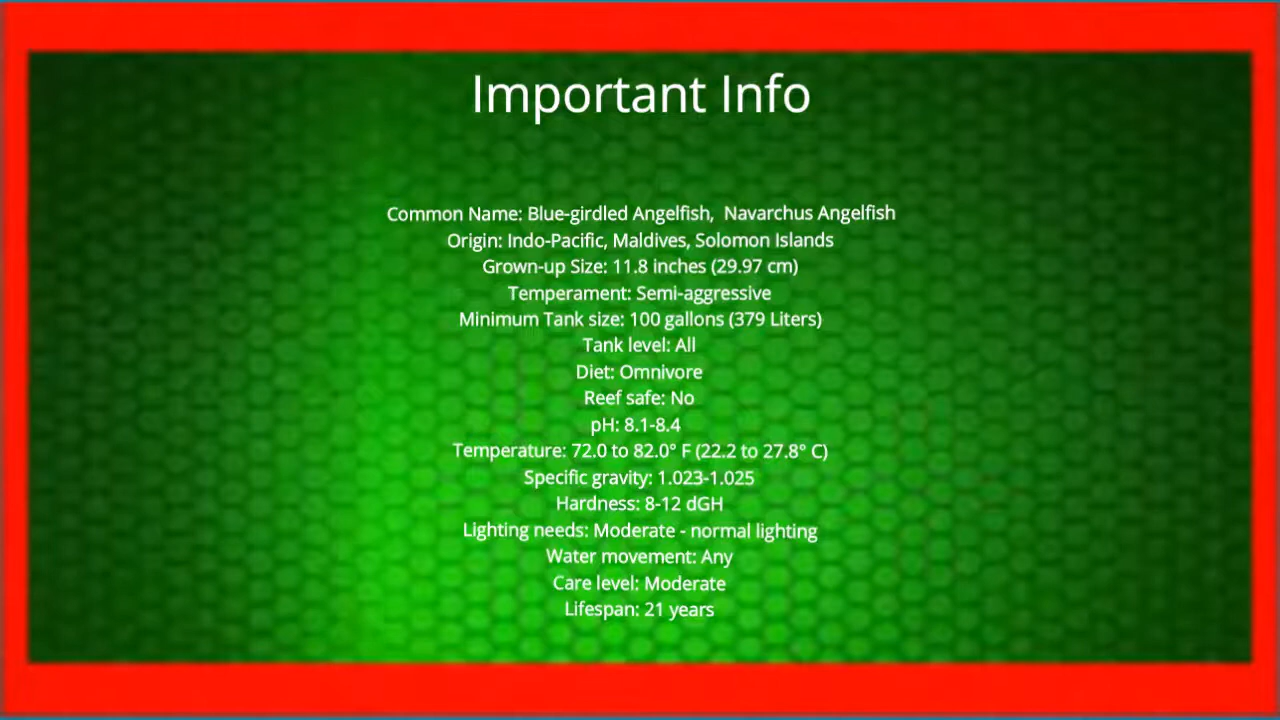 Important Info
Common Name: Blue-girdled Angelfish,  Navarchus Angelfish
Origin: Indo-Pacific, Maldives, Solomon Islands
Grown-up Size: 11.8 inches (29.97 cm)
Temperament: Semi-aggressive
Minimum Tank size: 100 gallons (379 Liters)
Tank level: All
Diet: Omnivore
Reef safe: No
pH: 8.1-8.4
Temperature: 72.0 to 82.0° F (22.2 to 27.8° C)
Specific gravity: 1.023-1.025
Hardness: 8-12 dGH
Lighting needs: Moderate - normal lighting
Water movement: Any
Care level: Moderate
Lifespan: 21 years